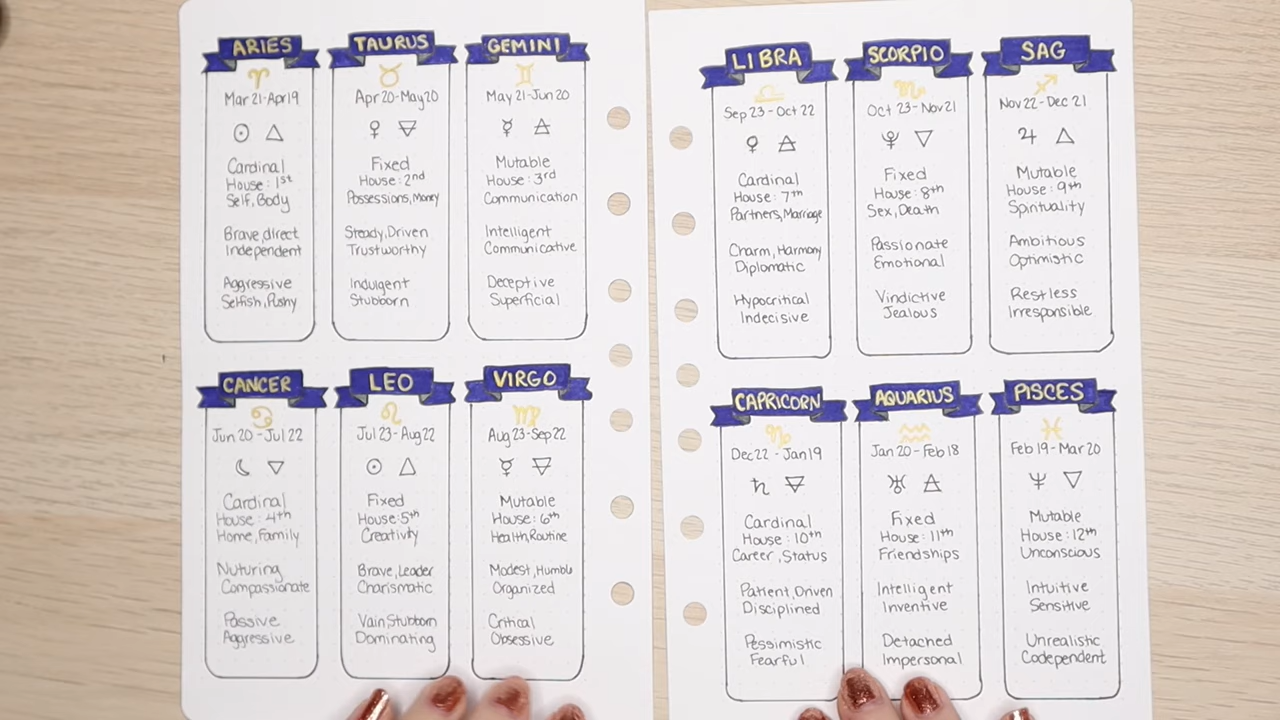 ARIES
♈
Mar 21-Apr 19
☉ △
Cardinal
House: 1st
Self, Body
Brave, direct
Independent
Aggressive
Selfish, Pushy
TAURUS
♉
Apr 20-May 20
♀ 🜃
Fixed
House: 2nd
Possessions, Money
Steady, Driven
Trustworthy
Indulgent
Stubborn
GEMINI
♊
May 21-Jun 20
☿ 🜁
Mutable
House: 3rd
Communication
Intelligent
Communicative
Deceptive
Superficial
CANCER
♋
Jun 20-Jul 22
☾ ▽
Cardinal
House: 4th
Home, Family
Nuturing
Compassionate
Passive
Aggressive
LEO
♌
Jul 23-Aug 22
☉ △
Fixed
House: 5th
Creativity
Brave, Leader
Charismatic
Vain, Stubborn
Dominating
VIRGO
♍
Aug 23-Sep 22
☿ 🜃
Mutable
House: 6th
Health, Routine
Modest, Humble
Organized
Critical
Obsessive
LIBRA
♎
Sep 23-Oct 22
♀ 🜁
Cardinal
House: 7th
Partners, Marriage
Charm, Harmony
Diplomatic
Hypocritical
Indecisive
SCORPIO
♏
Oct 23-Nov 21
♇ ▽
Fixed
House: 8th
Sex, Death
Passionate
Emotional
Vindictive
Jealous
SAG
♐
Nov 22-Dec 21
♃ △
Mutable
House: 9th
Spirituality
Ambitious
Optimistic
Restless
Irresponsible
CAPRICORN
♑
Dec 22-Jan 19
♄ 🜃
Cardinal
House: 10th
Career, Status
Patient, Driven
Disciplined
Pessimistic
Fearful
AQUARIUS
♒
Jan 20-Feb 18
♅ 🜁
Fixed
House: 11th
Friendships
Intelligent
Inventive
Detached
Impersonal
PISCES
♓
Feb 19-Mar 20
♆ ▽
Mutable
House: 12th
Unconscious
Intuitive
Sensitive
Unrealistic
Codependent